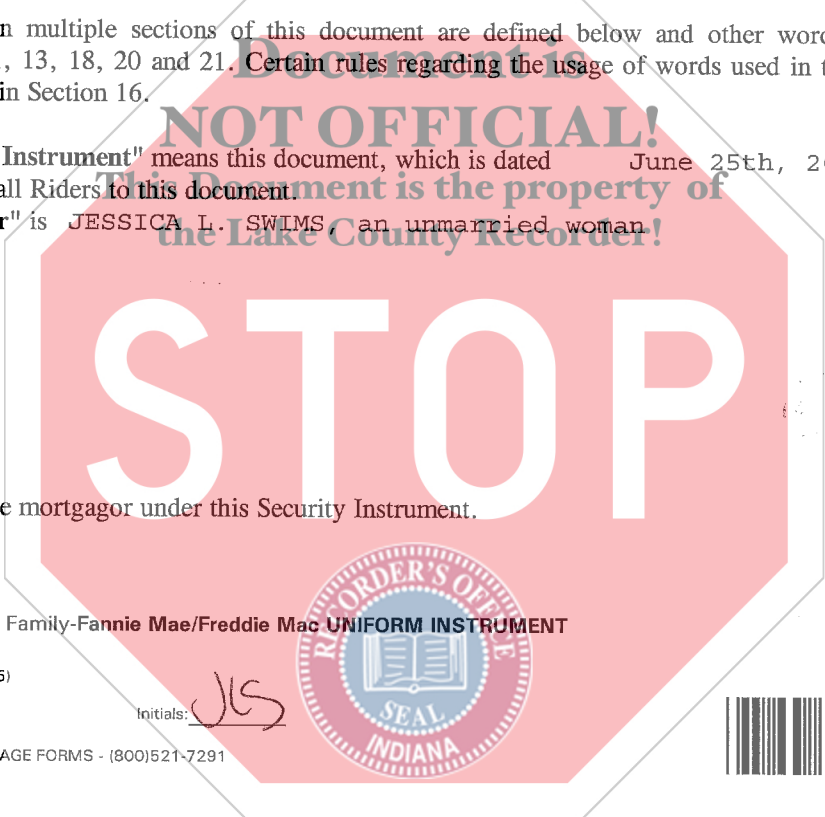 n multiple sections of this document are defined below and other word
, 13, 18, 20 and 21. Certain rules regarding the usage of words used in t
in Section 16.
Document is
NOT OFFICIAL!
This Document is the property of
the Lake County Recorder!
Instrument" means this document, which is dated June 25th, 2
all Riders to this document.
r" is JESSICA L. SWIMS, an unmarried woman
STOP
e mortgagor under this Security Instrument.
RECORDER'S OFFICE
SEAL
INDIANA
Family-Fannie Mae/Freddie Mac UNIFORM INSTRUMENT
5)
Initials: JLS
AGE FORMS - (800)521-7291